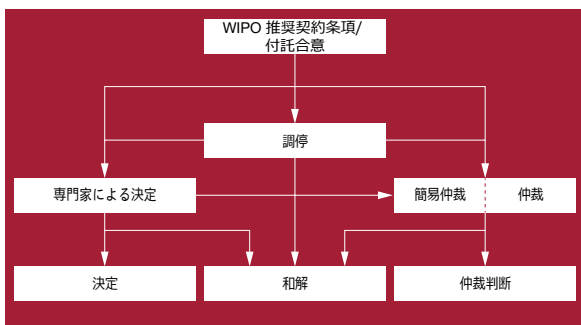 WIPO 推奨契約条項/
付託合意
調停
専門家による決定
簡易仲裁
仲裁
決定
和解
仲裁判断